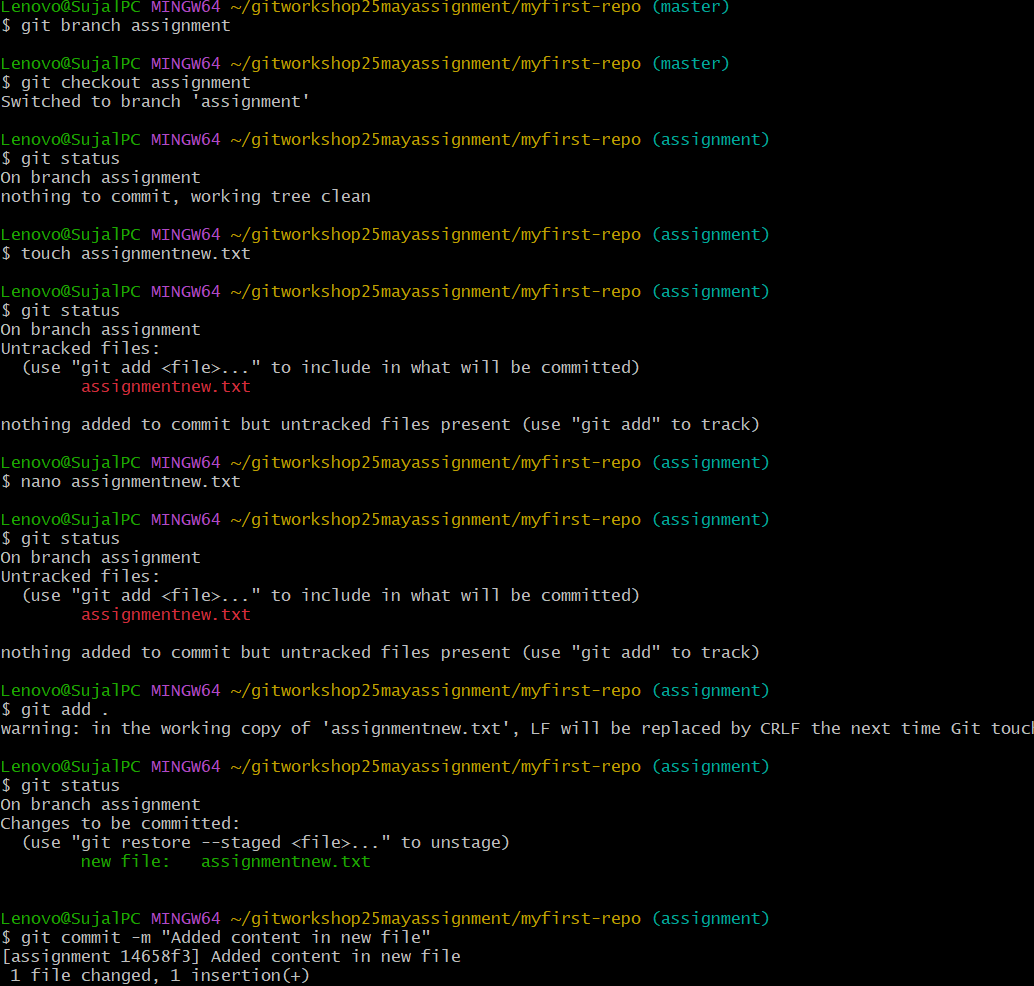 Lenovo@SujalPC MINGW64 ~/gitworkshop25mayassignment/myfirst-repo (master)
$ git branch assignment
Lenovo@SujalPC MINGW64 ~/gitworkshop25mayassignment/myfirst-repo (master)
$ git checkout assignment
Switched to branch 'assignment'
Lenovo@SujalPC MINGW64 ~/gitworkshop25mayassignment/myfirst-repo (assignment)
$ git status
On branch assignment
nothing to commit, working tree clean
Lenovo@SujalPC MINGW64 ~/gitworkshop25mayassignment/myfirst-repo (assignment)
$ touch assignmentnew.txt
Lenovo@SujalPC MINGW64 ~/gitworkshop25mayassignment/myfirst-repo (assignment)
$ git status
On branch assignment
Untracked files:
  (use "git add <file>..." to include in what will be committed)
        assignmentnew.txt
nothing added to commit but untracked files present (use "git add" to track)
Lenovo@SujalPC MINGW64 ~/gitworkshop25mayassignment/myfirst-repo (assignment)
$ nano assignmentnew.txt
Lenovo@SujalPC MINGW64 ~/gitworkshop25mayassignment/myfirst-repo (assignment)
$ git status
On branch assignment
Untracked files:
  (use "git add <file>..." to include in what will be committed)
        assignmentnew.txt
nothing added to commit but untracked files present (use "git add" to track)
Lenovo@SujalPC MINGW64 ~/gitworkshop25mayassignment/myfirst-repo (assignment)
$ git add .
warning: in the working copy of 'assignmentnew.txt', LF will be replaced by CRLF the next time Git touch
Lenovo@SujalPC MINGW64 ~/gitworkshop25mayassignment/myfirst-repo (assignment)
$ git status
On branch assignment
Changes to be committed:
  (use "git restore --staged <file>..." to unstage)
        new file:   assignmentnew.txt
Lenovo@SujalPC MINGW64 ~/gitworkshop25mayassignment/myfirst-repo (assignment)
$ git commit -m "Added content in new file"
[assignment 14658f3] Added content in new file
 1 file changed, 1 insertion(+)